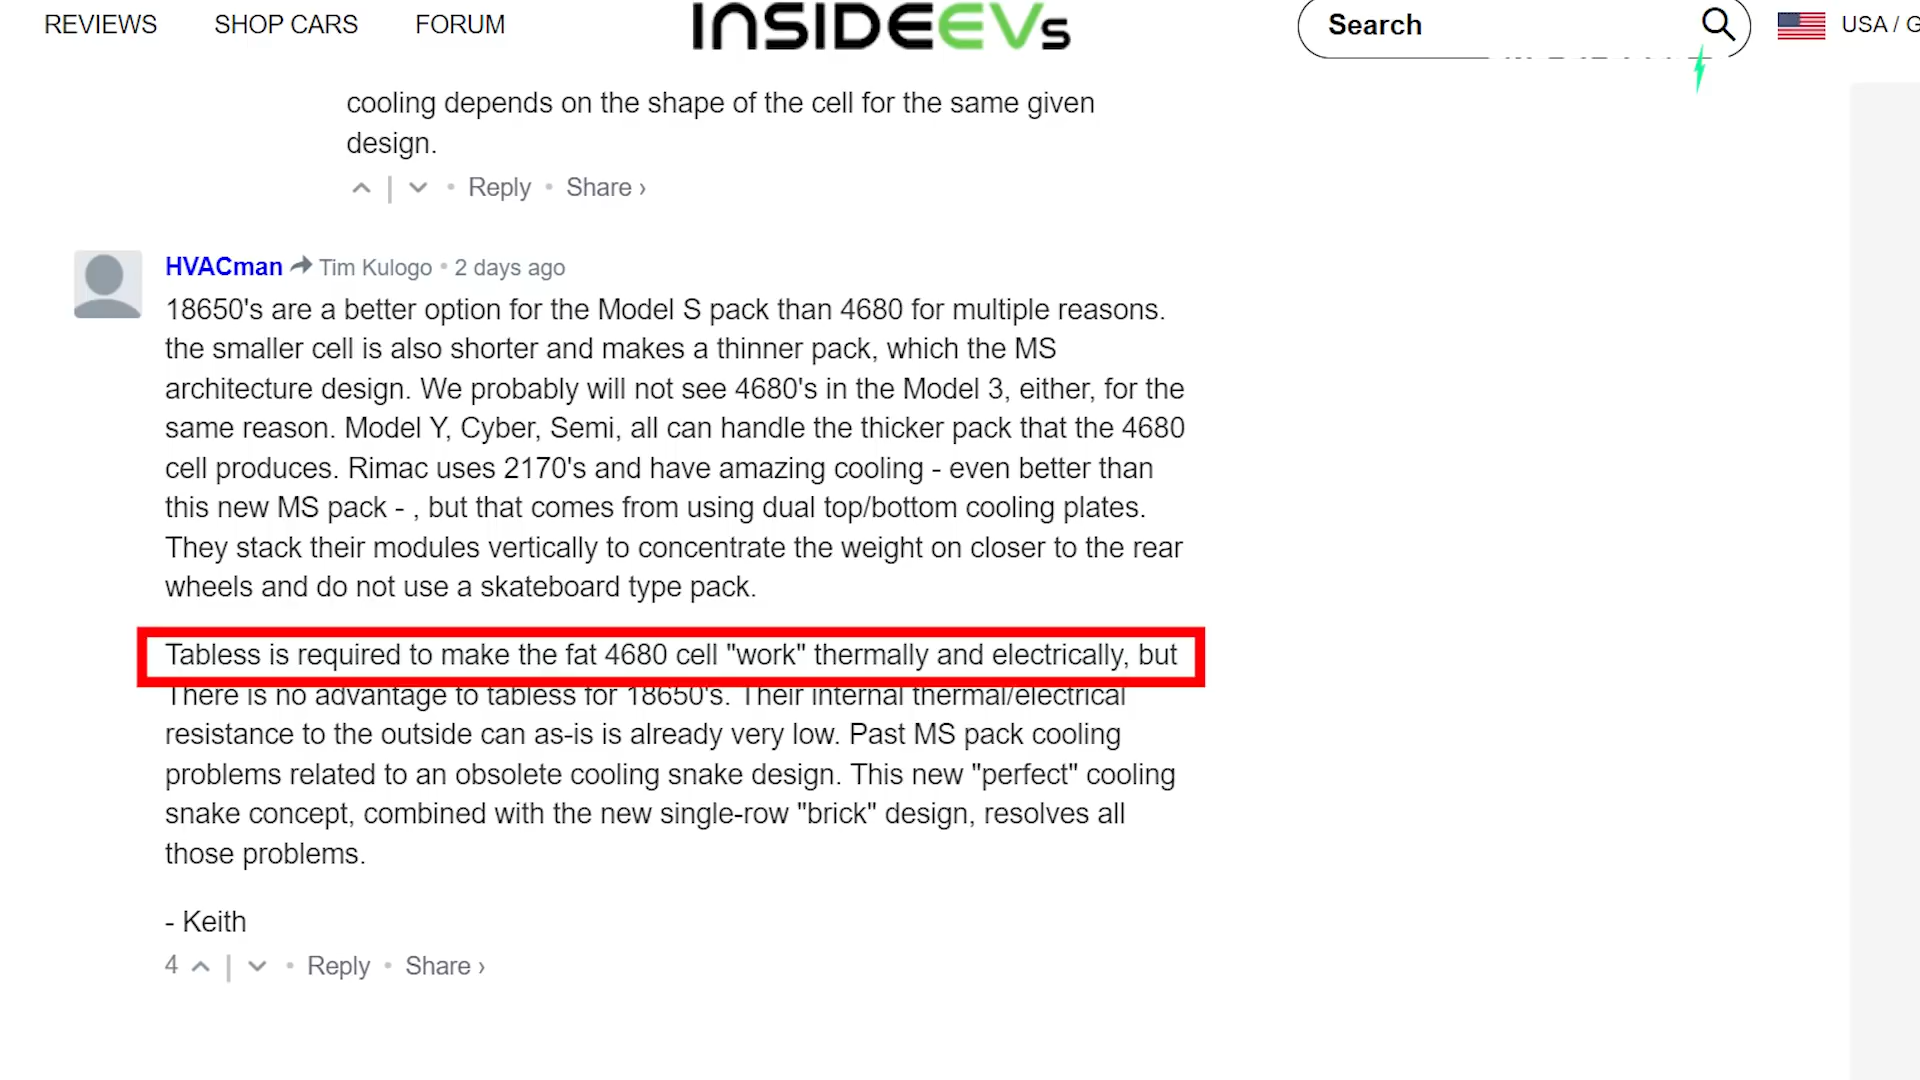 REVIEWS SHOP CARS FORUM INSIDEEVs Search USA / G
cooling depends on the shape of the cell for the same given
design.
Reply • Share ›
HVACman Tim Kulogo • 2 days ago
18650's are a better option for the Model S pack than 4680 for multiple reasons.
the smaller cell is also shorter and makes a thinner pack, which the MS
architecture design. We probably will not see 4680's in the Model 3, either, for the
same reason. Model Y, Cyber, Semi, all can handle the thicker pack that the 4680
cell produces. Rimac uses 2170's and have amazing cooling - even better than
this new MS pack - , but that comes from using dual top/bottom cooling plates.
They stack their modules vertically to concentrate the weight on closer to the rear
wheels and do not use a skateboard type pack.
Tabless is required to make the fat 4680 cell "work" thermally and electrically, but
There is no advantage to tabless for 18650's. Their internal thermal/electrical
resistance to the outside can as-is is already very low. Past MS pack cooling
problems related to an obsolete cooling snake design. This new "perfect" cooling
snake concept, combined with the new single-row "brick" design, resolves all
those problems.
- Keith
4 • Reply • Share ›